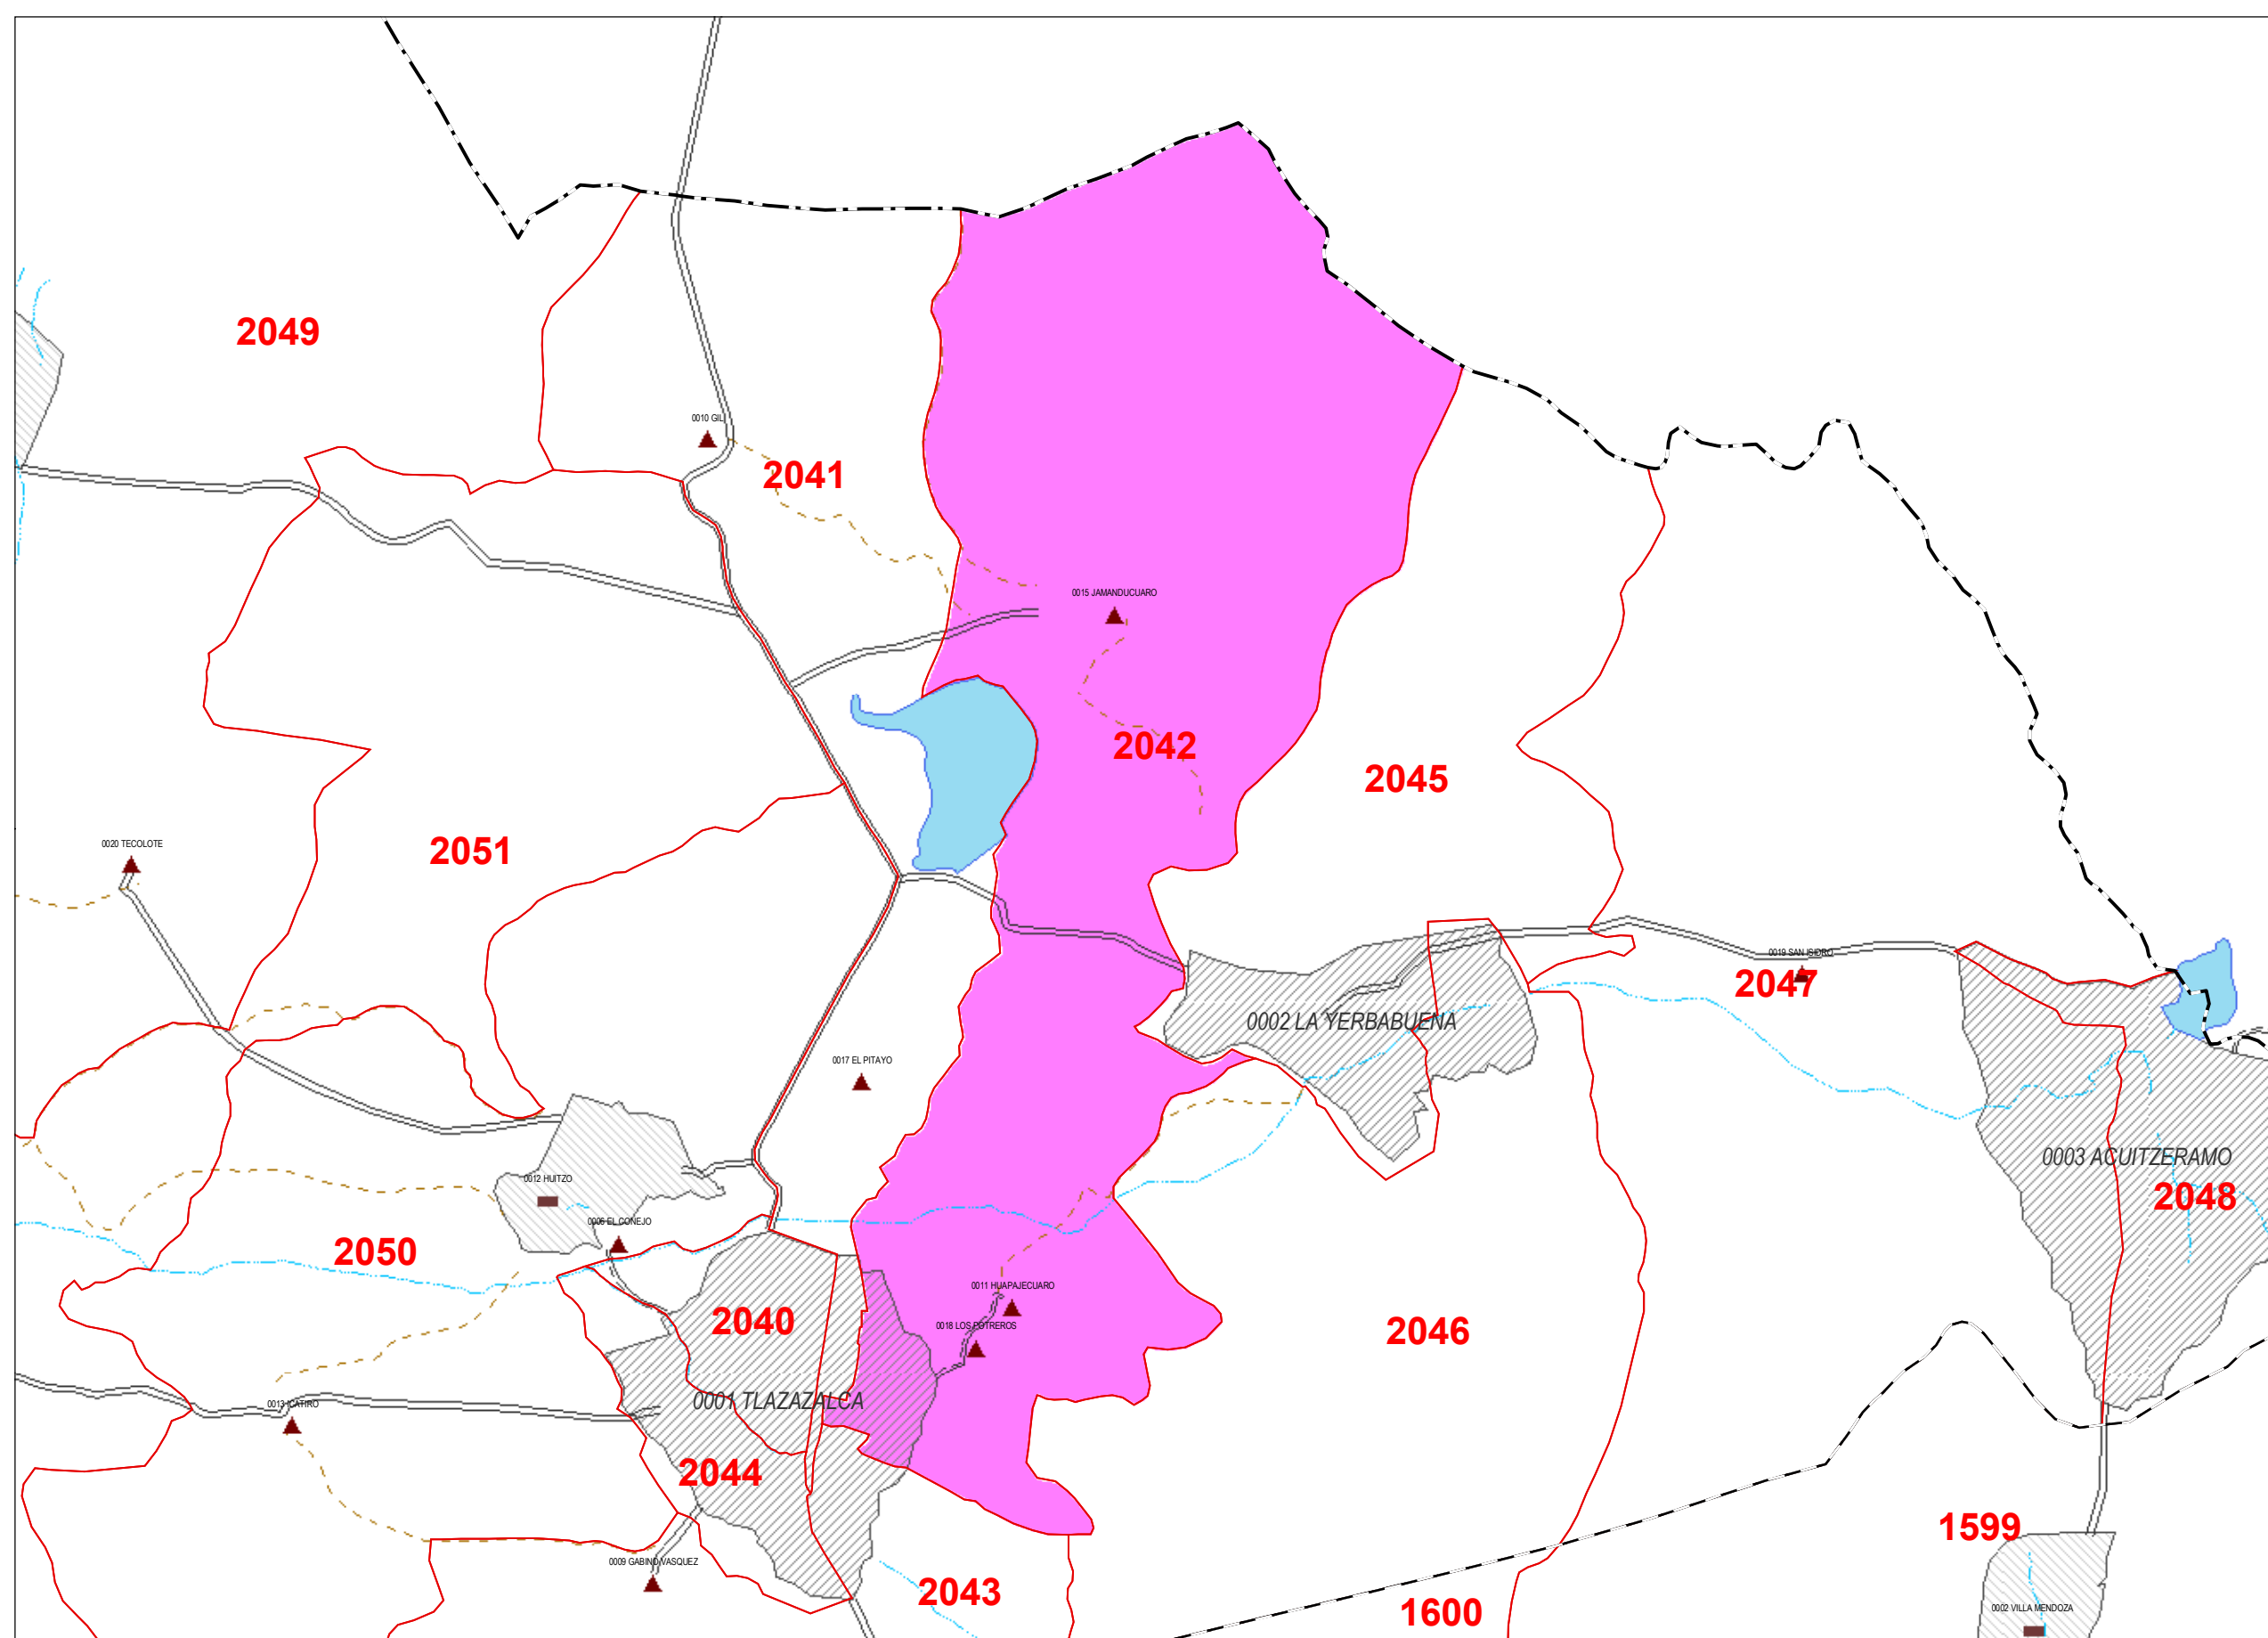 2049
0010 GIL
2041
0015 JAMANDUCUARO
2042
2045
0020 TECOLOTE
2051
0019 SAN ISIDRO
2047
0002 LA YERBABUENA
0017 EL PITAYO
0003 ACUITZERAMO
2048
0012 HUITZO
0006 EL CONEJO
2050
0011 HUAPAJECUARO
2040
0018 LOS POTREROS
2046
0001 TLAZAZALCA
0013 ICATIRO
2044
1599
0009 GABINO VASQUEZ
2043
1600
0002 VILLA MENDOZA